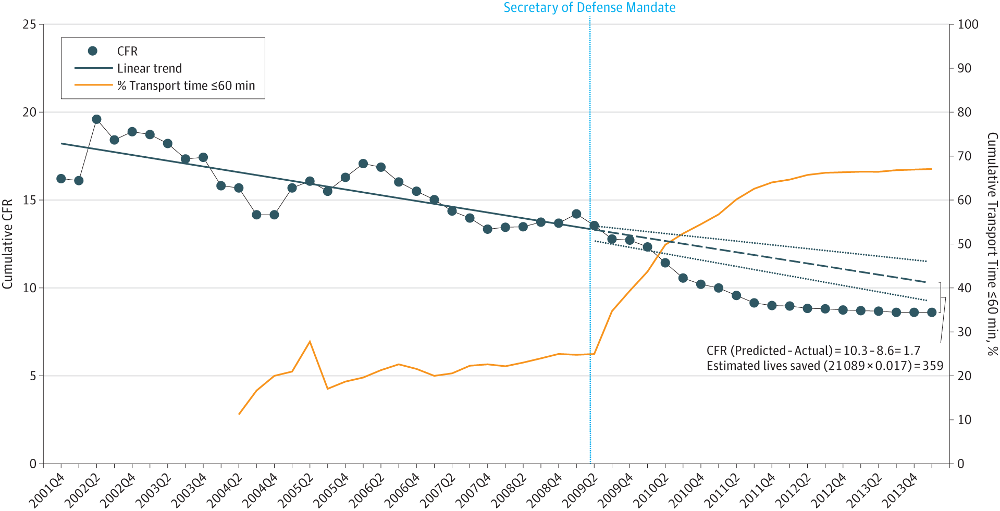 Secretary of Defense Mandate
25
20
15
10
5
0
Cumulative CFR
CFR
Linear trend
% Transport time ≤60 min
100
90
80
70
60
50
40
30
20
10
0
Cumulative Transport Time ≤60 min, %
CFR (Predicted – Actual) = 10.3 – 8.6 = 1.7
Estimated lives saved (21 089 × 0.017) = 359
2001Q4
2002Q2
2002Q4
2003Q2
2003Q4
2004Q2
2004Q4
2005Q2
2005Q4
2006Q2
2006Q4
2007Q2
2007Q4
2008Q2
2008Q4
2009Q2
2009Q4
2010Q2
2010Q4
2011Q2
2011Q4
2012Q2
2012Q4
2013Q2
2013Q4